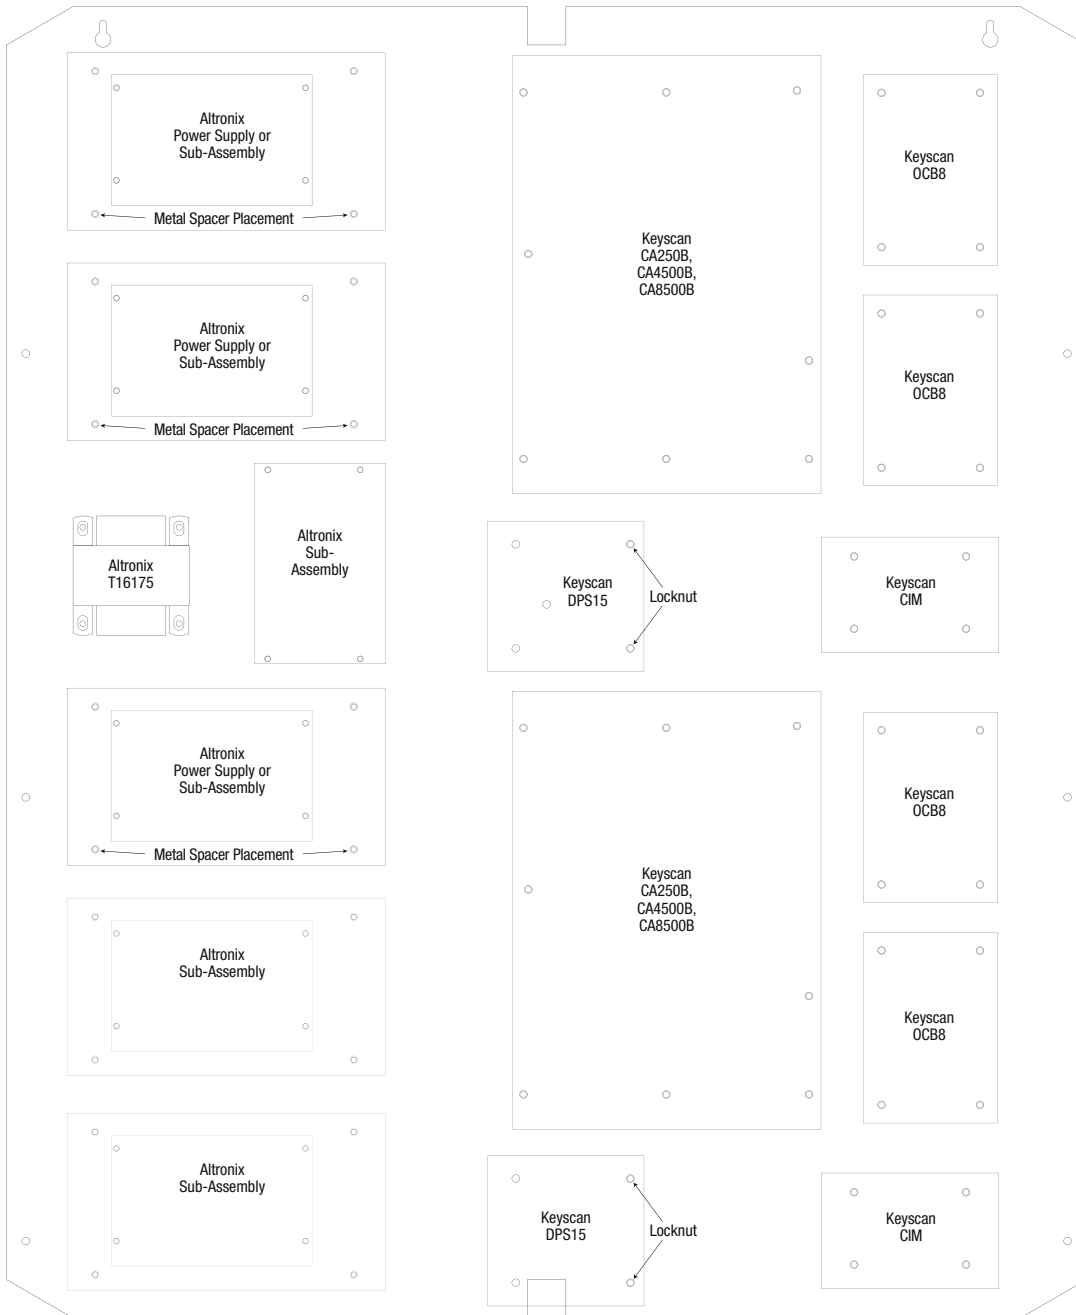 Altronix
Power Supply or
Sub-Assembly
Metal Spacer Placement
Keyscan
CA250B,
CA4500B,
CA8500B
Keyscan
OCB8
Altronix
Power Supply or
Sub-Assembly
Metal Spacer Placement
Keyscan
OCB8
Altronix
T16175
Altronix
Sub-
Assembly
Keyscan
DPS15
Locknut
Keyscan
CIM
Altronix
Power Supply or
Sub-Assembly
Metal Spacer Placement
Keyscan
CA250B,
CA4500B,
CA8500B
Keyscan
OCB8
Altronix
Sub-Assembly
Keyscan
OCB8
Altronix
Sub-Assembly
Keyscan
DPS15
Locknut
Keyscan
CIM